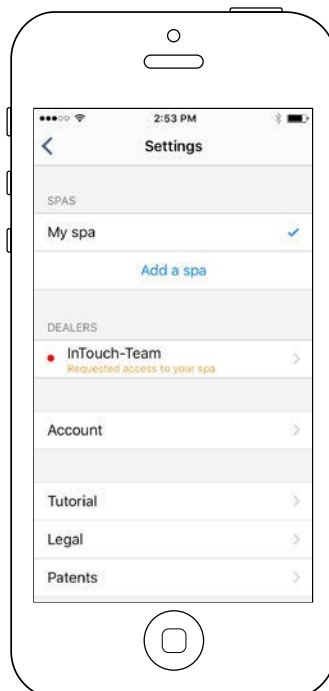 2:53 PM
Settings
SPAS
My spa
Add a spa
DEALERS
InTouch-Team
Requested access to your spa
Account
Tutorial
Legal
Patents